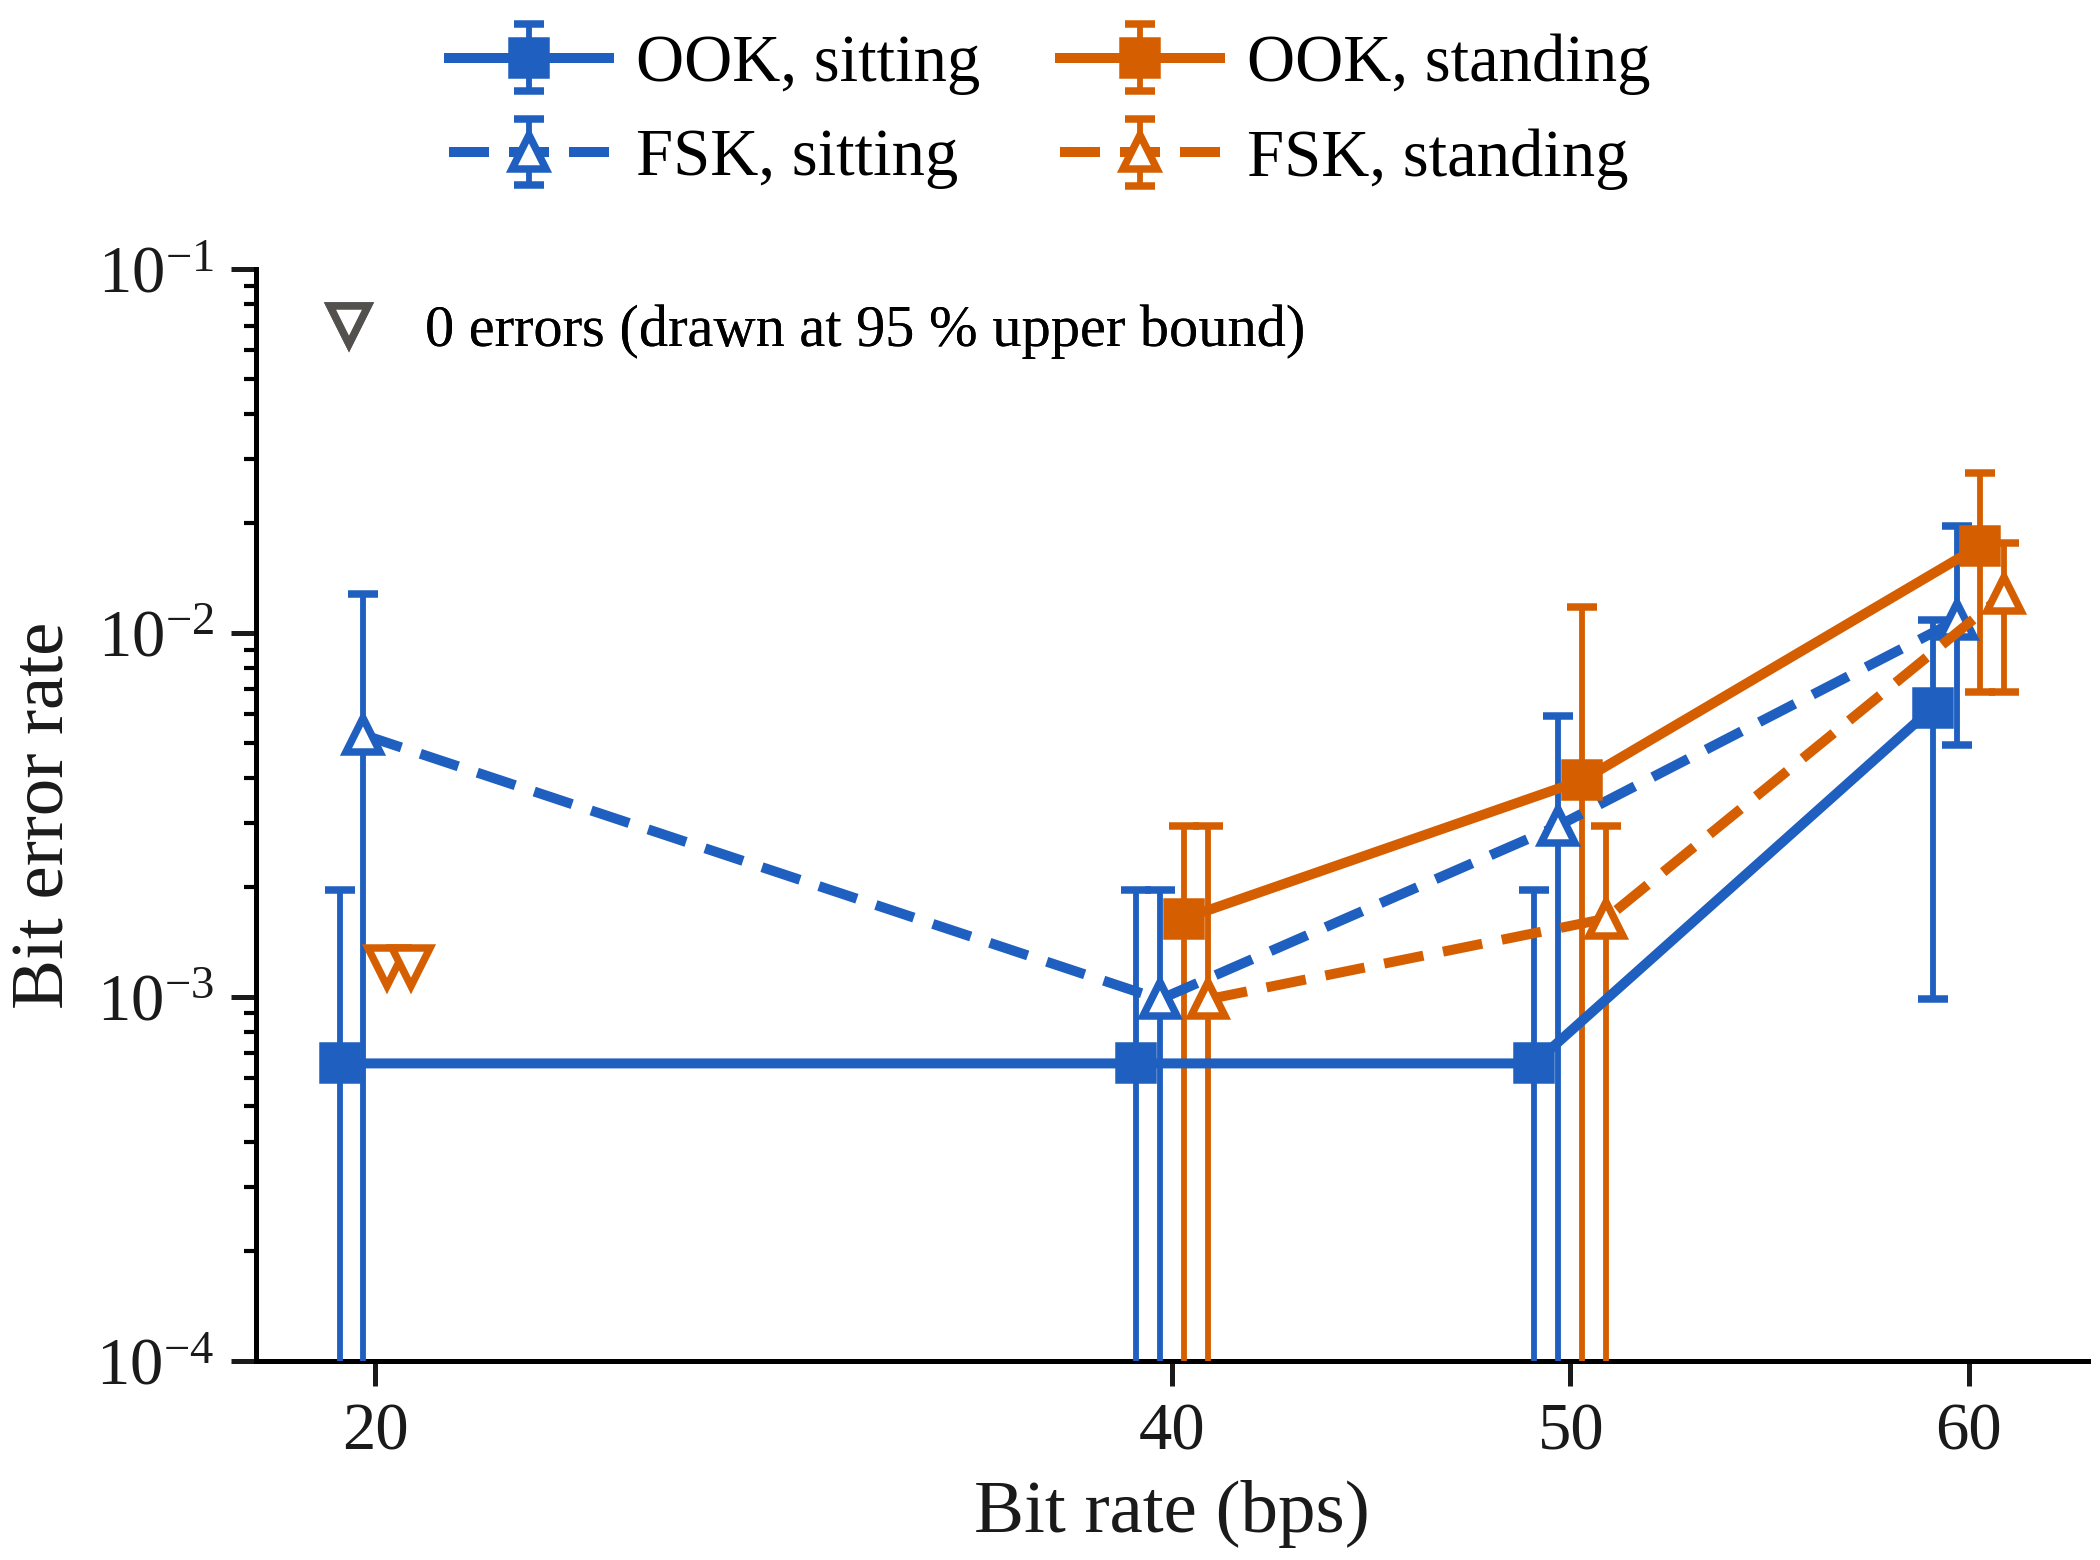 OOK, sitting
OOK, standing
FSK, sitting
FSK, standing
10⁻¹
0 errors (drawn at 95 % upper bound)
10⁻²
10⁻³
10⁻⁴
Bit error rate
20
40
50
60
Bit rate (bps)